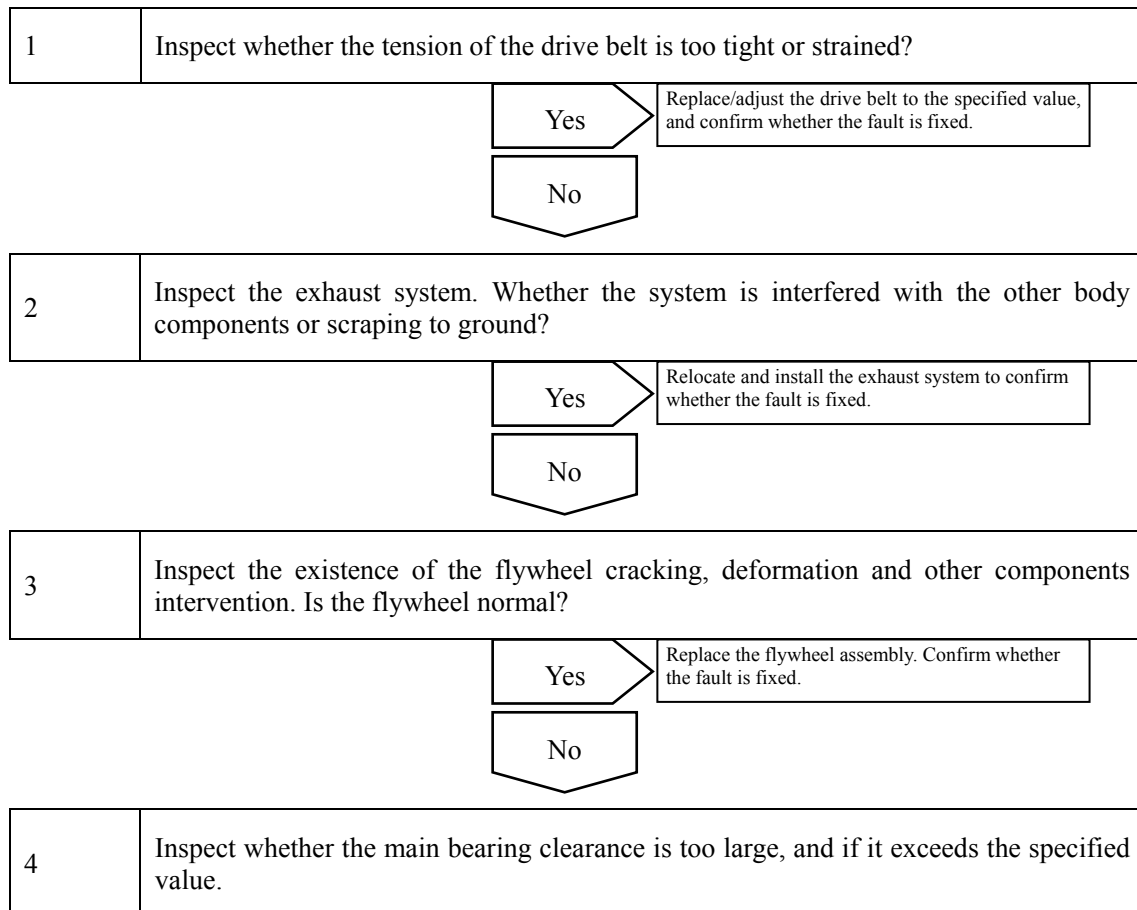 1
Inspect whether the tension of the drive belt is too tight or strained?
Yes
Replace/adjust the drive belt to the specified value,
and confirm whether the fault is fixed.
No
2
Inspect the exhaust system. Whether the system is interfered with the other body
components or scraping to ground?
Yes
Relocate and install the exhaust system to confirm
whether the fault is fixed.
No
3
Inspect the existence of the flywheel cracking, deformation and other components
intervention. Is the flywheel normal?
Yes
Replace the flywheel assembly. Confirm whether
the fault is fixed.
No
4
Inspect whether the main bearing clearance is too large, and if it exceeds the specified
value.